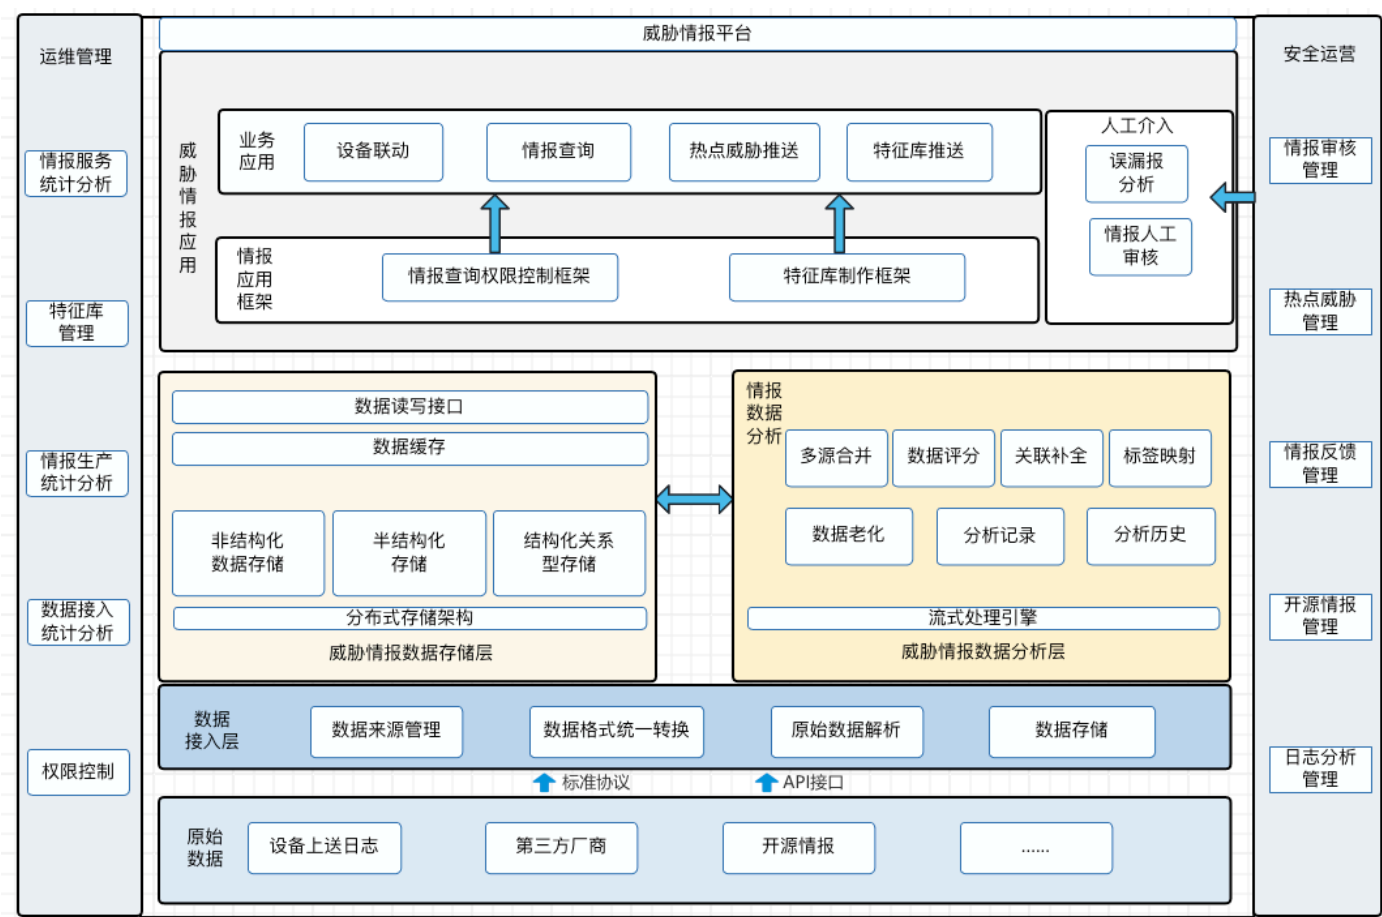 运维管理
情报服务
统计分析
特征库
管理
情报生产
统计分析
数据接入
统计分析
权限控制
威胁情报平台
威
胁
情
报
应
用
业务
应用
设备联动
情报查询
热点威胁推送
特征库推送
情报
应用
框架
情报查询权限控制框架
特征库制作框架
人工介入
误漏报
分析
情报人工
审核
数据读写接口
数据缓存
非结构化
数据存储
半结构化
存储
结构化关系
型存储
分布式存储架构
威胁情报数据存储层
情报
数据
分析
多源合并
数据评分
关联补全
标签映射
数据老化
分析记录
分析历史
流式处理引擎
威胁情报数据分析层
数据
接入层
数据来源管理
数据格式统一转换
原始数据解析
数据存储
标准协议
API接口
原始
数据
设备上送日志
第三方厂商
开源情报
......
安全运营
情报审核
管理
热点威胁
管理
情报反馈
管理
开源情报
管理
日志分析
管理